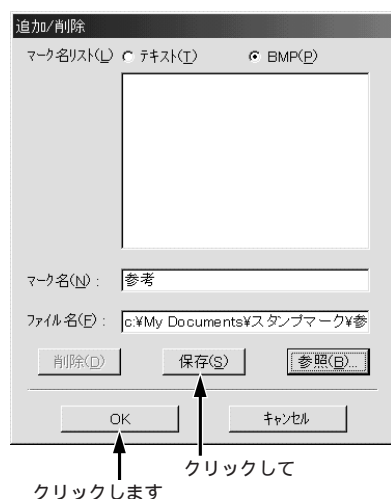 追加/削除
マーク名リスト(L) テキスト(T) BMP(P)
マーク名(N)： 参考
ファイル名(F)： c:¥My Documents¥スタンプマーク¥参
削除(D) 保存(S) 参照(B)...
OK キャンセル
クリックして
クリックします